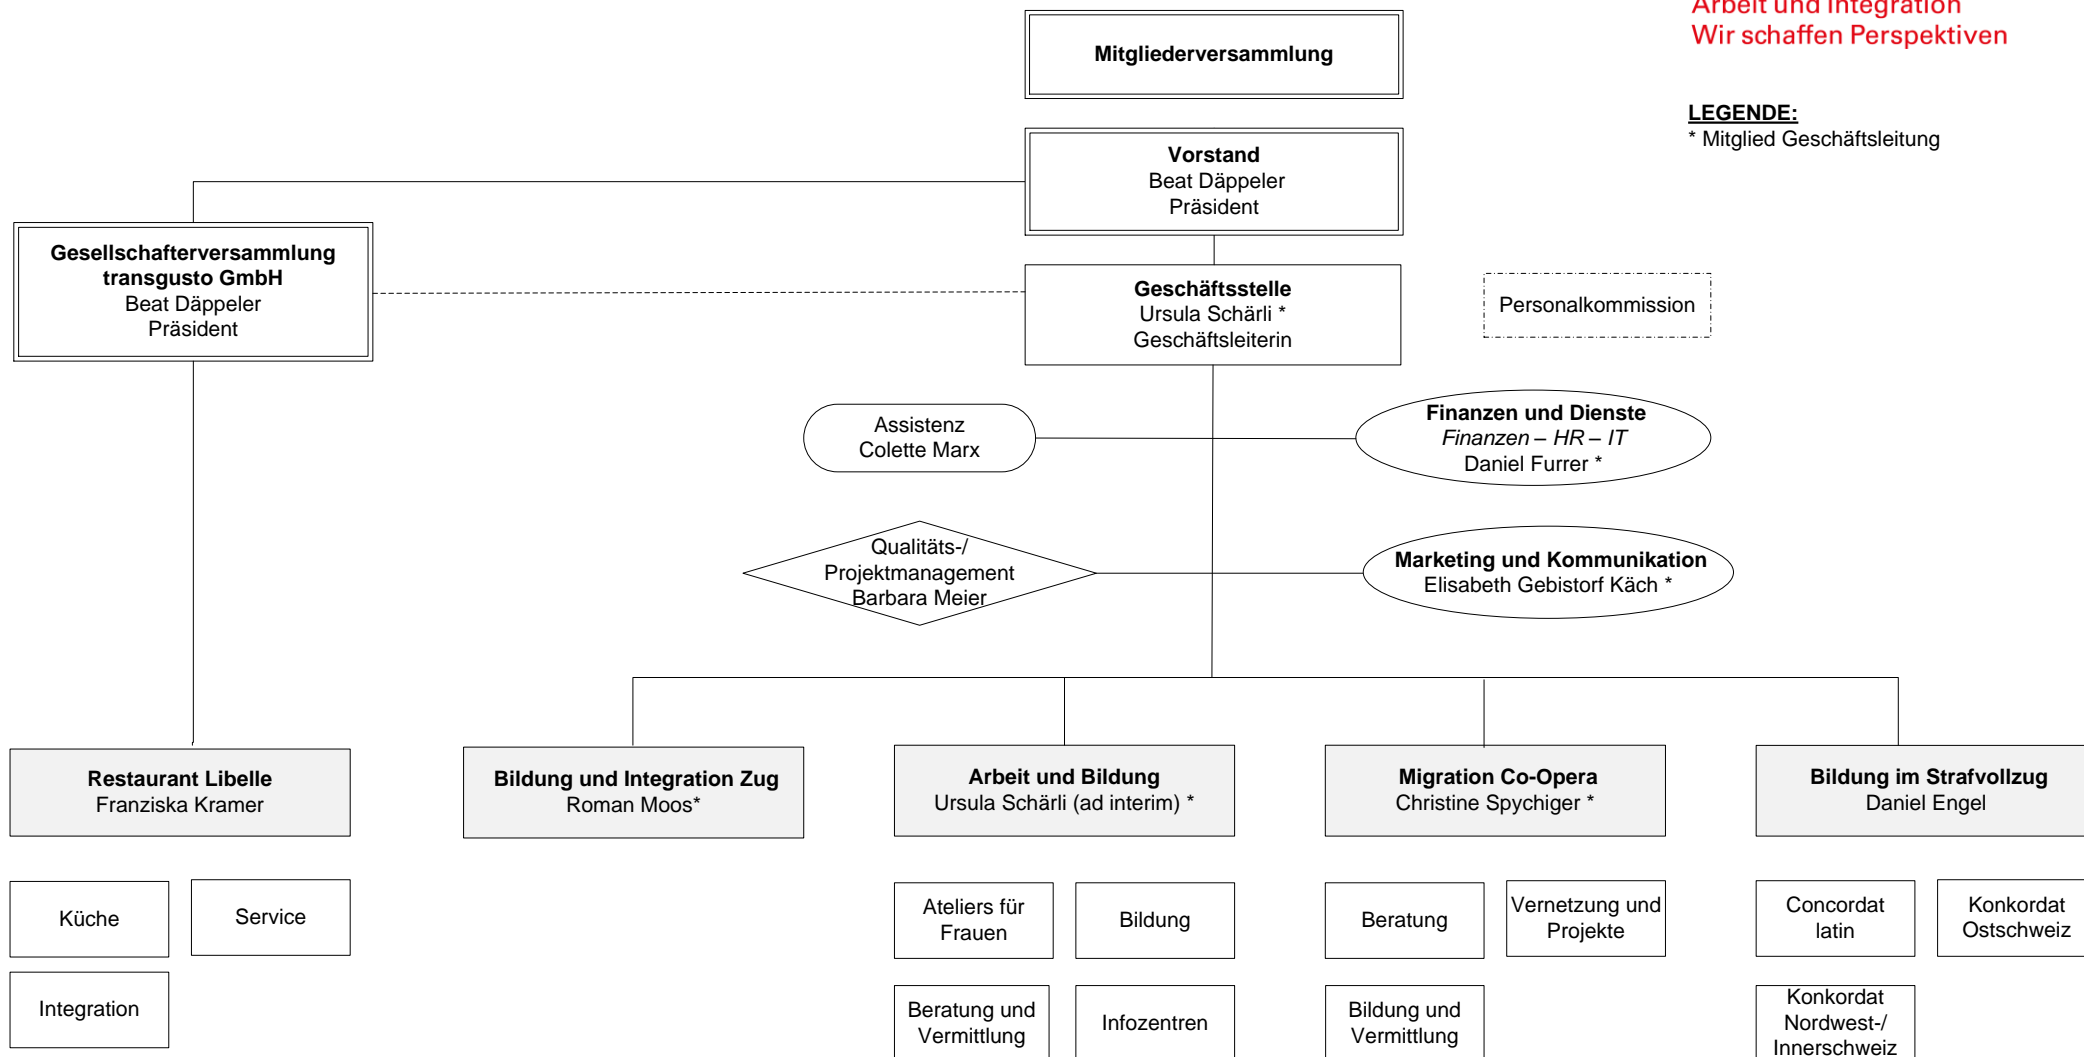 Arbeit und Integration
Wir schaffen Perspektiven
Mitgliederversammlung
LEGENDE:
* Mitglied Geschäftsleitung
Vorstand
Beat Däppeler
Präsident
Gesellschafterversammlung
transgusto GmbH
Beat Däppeler
Präsident
Geschäftsstelle
Ursula Schärli *
Geschäftsleiterin
Personalkommission
Assistenz
Colette Marx
Finanzen und Dienste
Finanzen – HR – IT
Daniel Furrer *
Qualitäts-/
Projektmanagement
Barbara Meier
Marketing und Kommunikation
Elisabeth Gebistorf Käch *
Restaurant Libelle
Franziska Kramer
Bildung und Integration Zug
Roman Moos*
Arbeit und Bildung
Ursula Schärli (ad interim) *
Migration Co-Opera
Christine Spychiger *
Bildung im Strafvollzug
Daniel Engel
Küche
Service
Integration
Ateliers für
Frauen
Bildung
Beratung und
Vermittlung
Infozentren
Beratung
Vernetzung und
Projekte
Bildung und
Vermittlung
Concordat
latin
Konkordat
Ostschweiz
Konkordat
Nordwest-/
Innerschweiz